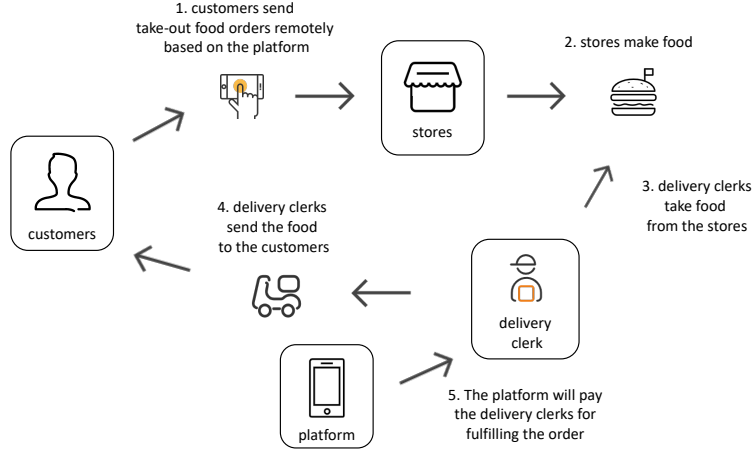 1. customers send
take-out food orders remotely
based on the platform
stores
2. stores make food
3. delivery clerks
take food
from the stores
customers
4. delivery clerks
send the food
to the customers
delivery
clerk
platform
5. The platform will pay
the delivery clerks for
fulfilling the order